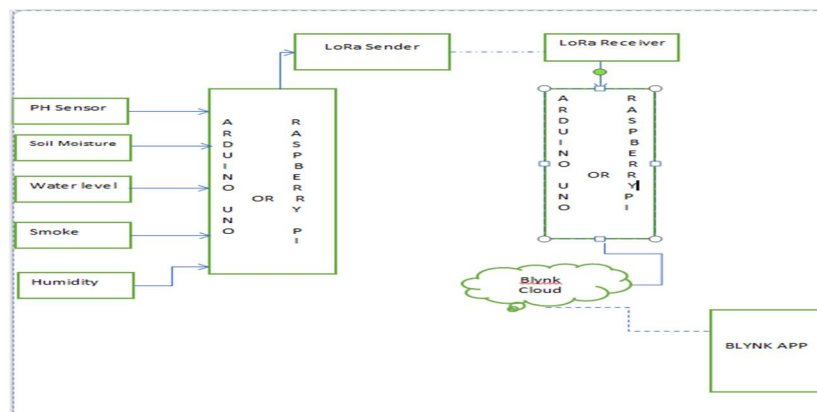 LoRa Sender
LoRa Receiver
PH Sensor
Soil Moisture
Water level
Smoke
Humidity
ARDUINO UNO
OR
RASPBERRY PI
ARDUINO UNO
OR
RASPBERRY PI
Blynk
Cloud
BLYNK APP